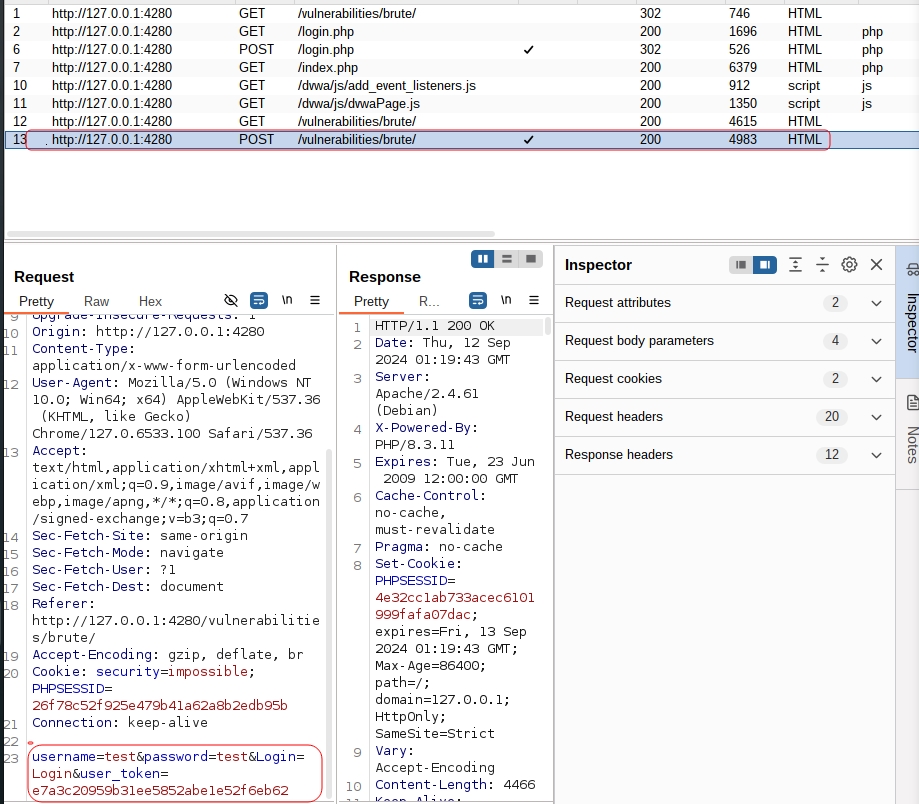 1 http://127.0.0.1:4280 GET /vulnerabilities/brute/ 302 746 HTML
2 http://127.0.0.1:4280 GET /login.php 200 1696 HTML php
6 http://127.0.0.1:4280 POST /login.php ✓ 302 526 HTML php
7 http://127.0.0.1:4280 GET /index.php 200 6379 HTML php
10 http://127.0.0.1:4280 GET /dwwa/js/add_event_listeners.js 200 912 script js
11 http://127.0.0.1:4280 GET /dvwa/js/dvwaPage.js 200 1350 script js
12 http://127.0.0.1:4280 GET /vulnerabilities/brute/ 200 4615 HTML
13 http://127.0.0.1:4280 POST /vulnerabilities/brute/ ✓ 200 4983 HTML
Request
Pretty Raw Hex \n
9 Upgrade-Insecure-Requests: 1
10 Origin: http://127.0.0.1:4280
11 Content-Type:
application/x-www-form-urlencoded
12 User-Agent: Mozilla/5.0 (Windows NT
10.0; Win64; x64) AppleWebKit/537.36
(KHTML, like Gecko)
Chrome/127.0.6533.100 Safari/537.36
13 Accept:
text/html,application/xhtml+xml,appl
ication/xml;q=0.9,image/avif,image/w
ebp,image/apng,*/*;q=0.8,application
/signed-exchange;v=b3;q=0.7
14 Sec-Fetch-Site: same-origin
15 Sec-Fetch-Mode: navigate
16 Sec-Fetch-User: ?1
17 Sec-Fetch-Dest: document
18 Referer:
http://127.0.0.1:4280/vulnerabilitie
s/brute/
19 Accept-Encoding: gzip, deflate, br
20 Cookie: security=impossible;
PHPSESSID=
26f78c52f925e479b41a62a8b2edb95b
21 Connection: keep-alive
22
23 username=test&password=test&Login=
Login&user_token=
e7a3c20959b31ee5852abe1e52f6eb62
Response
Pretty R... \n
1 HTTP/1.1 200 OK
2 Date: Thu, 12 Sep
2024 01:19:43 GMT
3 Server:
Apache/2.4.61
(Debian)
4 X-Powered-By:
PHP/8.3.11
5 Expires: Tue, 23 Jun
2009 12:00:00 GMT
6 Cache-Control:
no-cache,
must-revalidate
7 Pragma: no-cache
8 Set-Cookie:
PHPSESSID=
4e32cc1ab733acec6101
999fafa07dac;
expires=Fri, 13 Sep
2024 01:19:43 GMT;
Max-Age=86400;
path=/;
domain=127.0.0.1;
HttpOnly;
SameSite=Strict
9 Vary:
Accept-Encoding
10 Content-Length: 4466
11 Keep-Alive:
Inspector
Request attributes 2
Request body parameters 4
Request cookies 2
Request headers 20
Response headers 12
Inspector
Notes